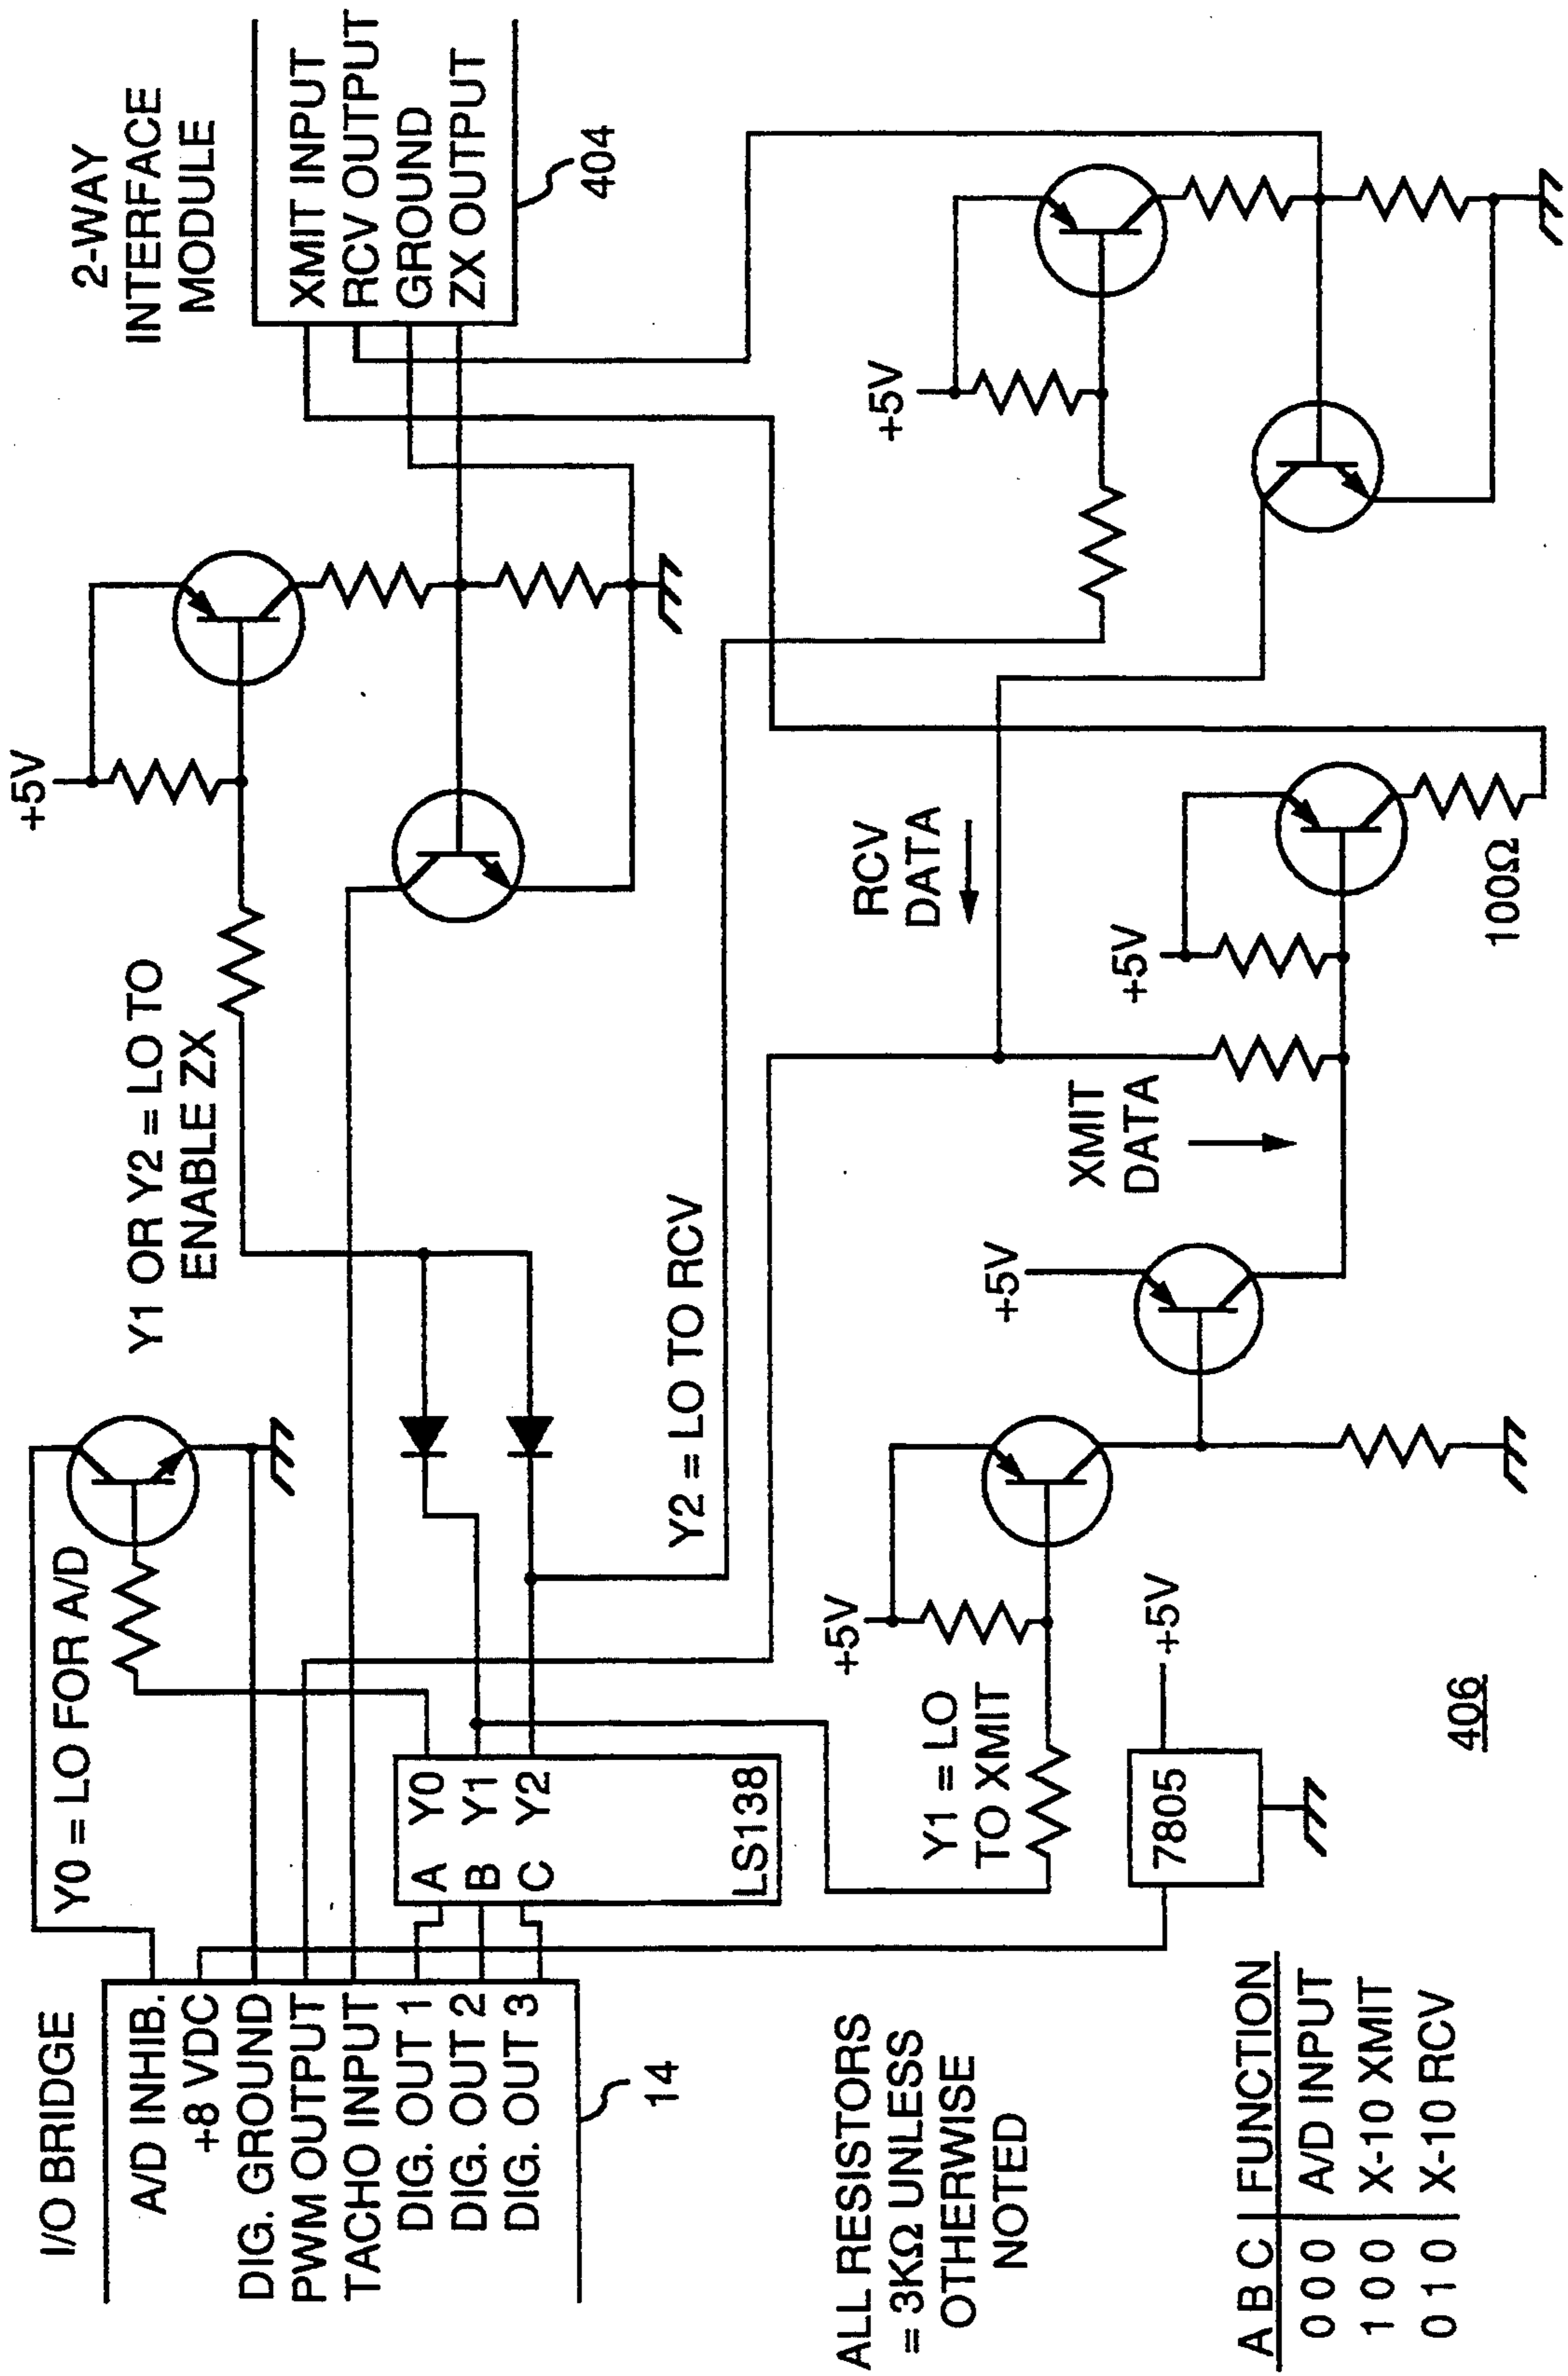 I/O BRIDGE
A/D INHIB.
+8 VDC
DIG. GROUND
PWM OUTPUT
TACHO INPUT
DIG. OUT 1
DIG. OUT 2
DIG. OUT 3
14
Y0 = LO FOR A/D
A Y0
B Y1
C Y2
LS138
Y1 OR Y2 = LO TO
ENABLE ZX
+5V
2-WAY
INTERFACE
MODULE
XMIT INPUT
RCV OUTPUT
GROUND
ZX OUTPUT
404
Y2 = LO TO RCV
+5V
RCV
DATA
+5V
Y1 = LO
TO XMIT
+5V
XMIT
DATA
+5V
100Ω
7805
+5V
406
ALL RESISTORS
= 3KΩ UNLESS
OTHERWISE
NOTED
A B C FUNCTION
0 0 0 A/D INPUT
1 0 0 X-10 XMIT
0 1 0 X-10 RCV